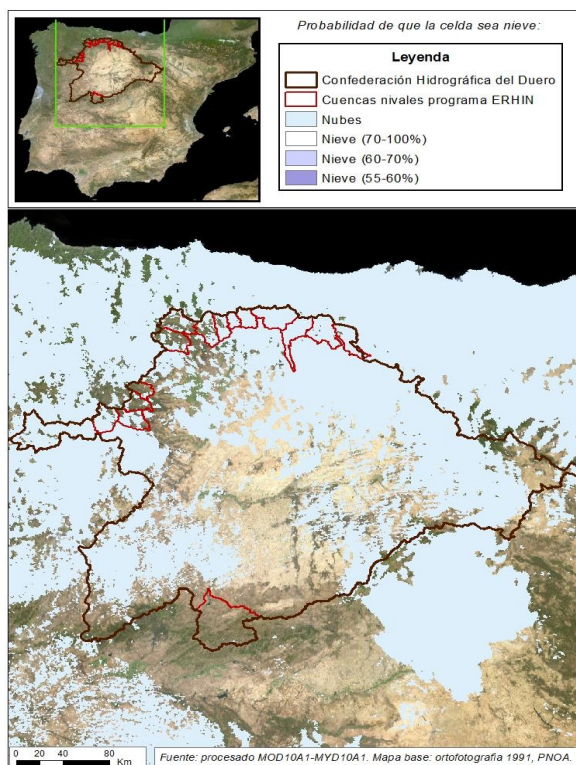 Probabilidad de que la celda sea nieve:
Leyenda
Confederación Hidrográfica del Duero
Cuencas nivales programa ERHIN
Nubes
Nieve (70-100%)
Nieve (60-70%)
Nieve (55-60%)
0 20 40 80
Km
Fuente: procesado MOD10A1-MYD10A1. Mapa base: ortofotografía 1991, PNOA.